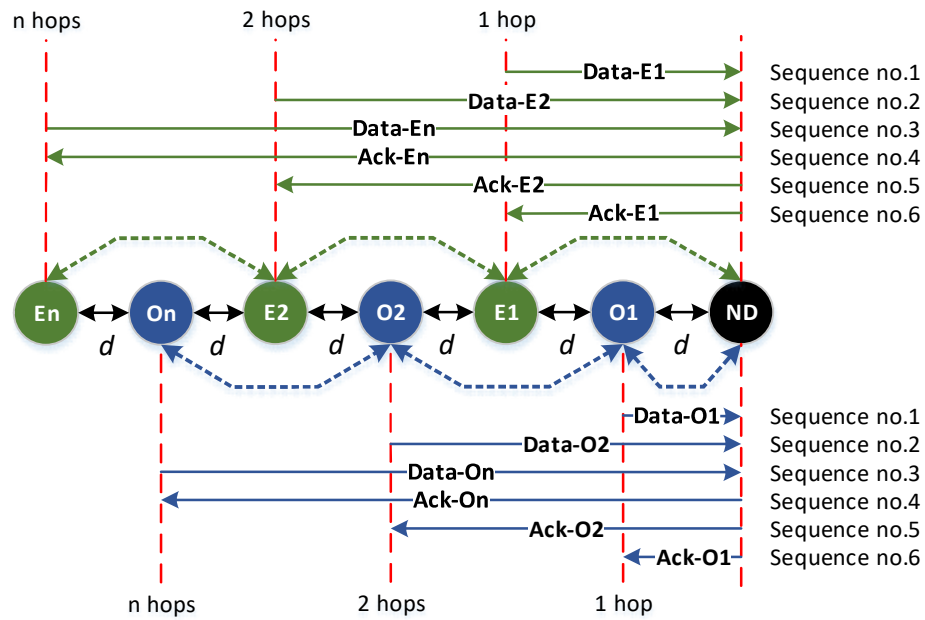 n hops
2 hops
1 hop
Data-E1
Sequence no.1
Data-E2
Sequence no.2
Data-En
Sequence no.3
Ack-En
Sequence no.4
Ack-E2
Sequence no.5
Ack-E1
Sequence no.6
En
On
E2
O2
E1
O1
ND
d
d
d
d
d
d
Data-O1
Sequence no.1
Data-O2
Sequence no.2
Data-On
Sequence no.3
Ack-On
Sequence no.4
Ack-O2
Sequence no.5
Ack-O1
Sequence no.6
n hops
2 hops
1 hop